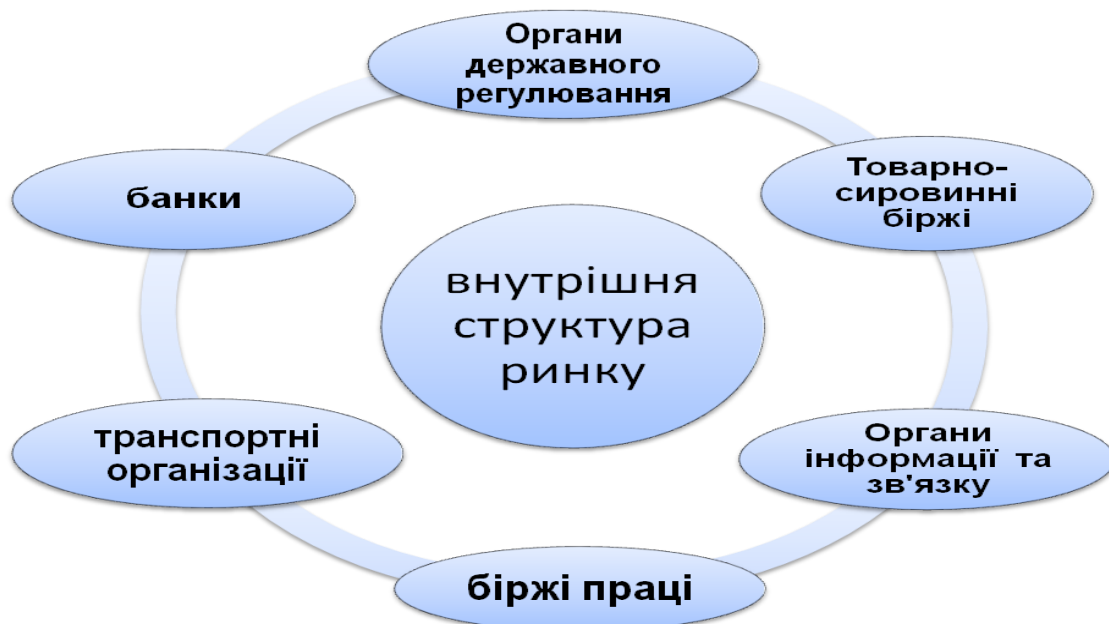 Органи
державного
регулювання
Товарно-
сировинні
біржі
банки
внутрішня
структура
ринку
транспортні
організації
Органи
інформації та
зв'язку
біржі праці